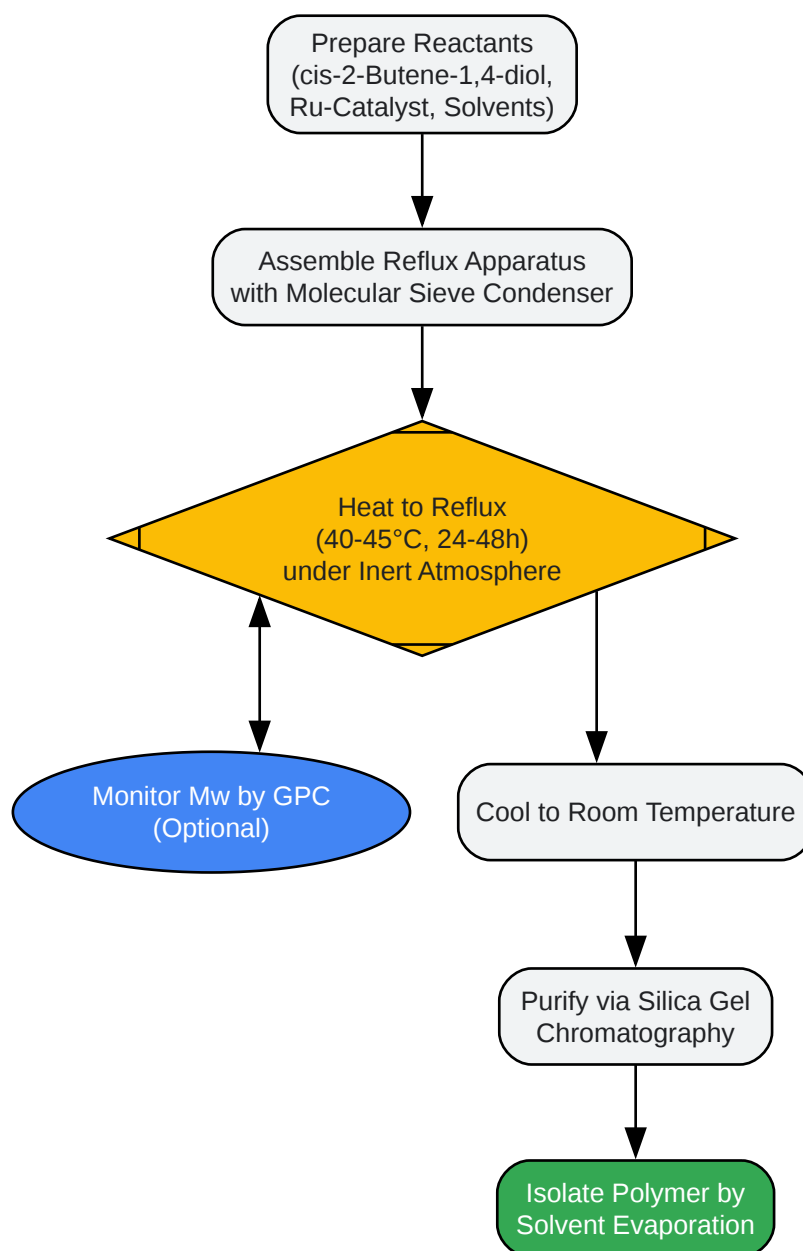 Prepare Reactants
(cis-2-Butene-1,4-diol,
Ru-Catalyst, Solvents)
Assemble Reflux Apparatus
with Molecular Sieve Condenser
Heat to Reflux
(40-45°C, 24-48h)
under Inert Atmosphere
Monitor Mw by GPC
(Optional)
Cool to Room Temperature
Purify via Silica Gel
Chromatography
Isolate Polymer by
Solvent Evaporation